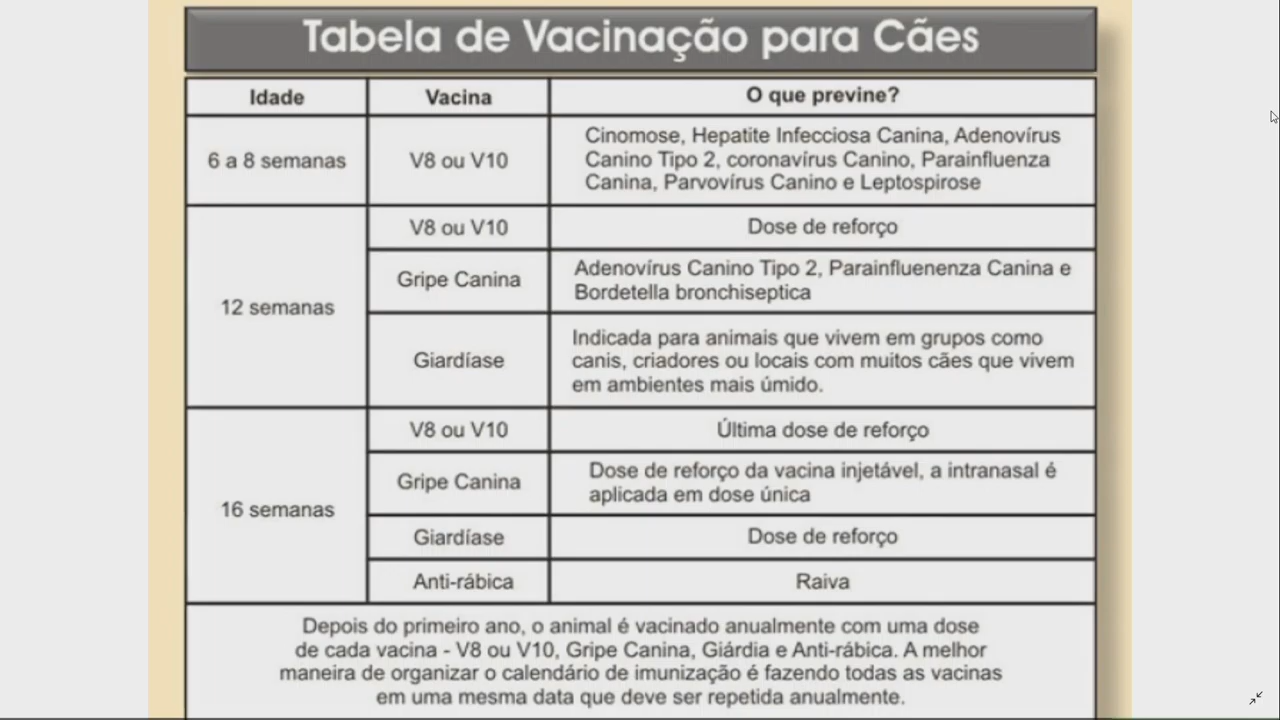 Tabela de Vacinação para Cães
Idade
Vacina
O que previne?
6 a 8 semanas
V8 ou V10
Cinomose, Hepatite Infecciosa Canina, Adenovírus
Canino Tipo 2, coronavírus Canino, Parainfluenza
Canina, Parvovírus Canino e Leptospirose
12 semanas
V8 ou V10
Dose de reforço
Gripe Canina
Adenovírus Canino Tipo 2, Parainfluenenza Canina e
Bordetella bronchiseptica
Giardíase
Indicada para animais que vivem em grupos como
canis, criadores ou locais com muitos cães que vivem
em ambientes mais úmido.
16 semanas
V8 ou V10
Última dose de reforço
Gripe Canina
Dose de reforço da vacina injetável, a intranasal é
aplicada em dose única
Giardíase
Dose de reforço
Anti-rábica
Raiva
Depois do primeiro ano, o animal é vacinado anualmente com uma dose
de cada vacina - V8 ou V10, Gripe Canina, Giárdia e Anti-rábica. A melhor
maneira de organizar o calendário de imunização é fazendo todas as vacinas
em uma mesma data que deve ser repetida anualmente.